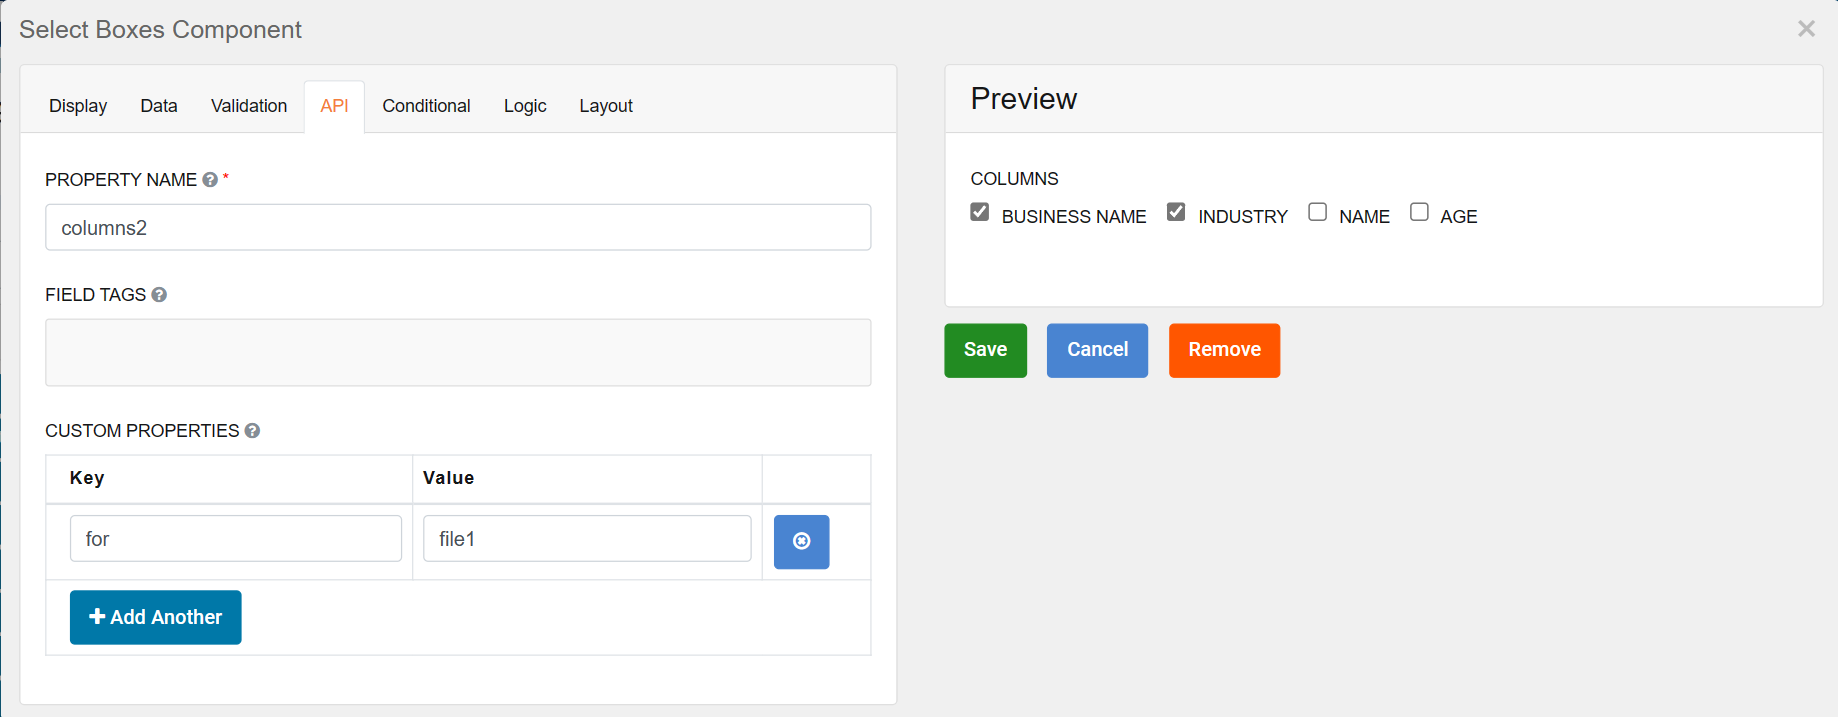 Select Boxes Component
Display Data Validation API Conditional Logic Layout
PROPERTY NAME *
columns2
FIELD TAGS
CUSTOM PROPERTIES
Key Value
for file1
Add Another
Preview
COLUMNS
BUSINESS NAME INDUSTRY NAME AGE
Save Cancel Remove